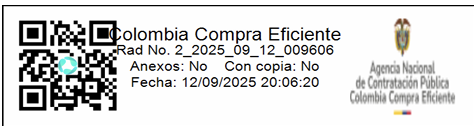 Colombia Compra Eficiente
Rad No. 2_2025_09_12_009606
Anexos: No Con copia: No
Fecha: 12/09/2025 20:06:20
Agencia Nacional
de Contratación Pública
Colombia Compra Eficiente